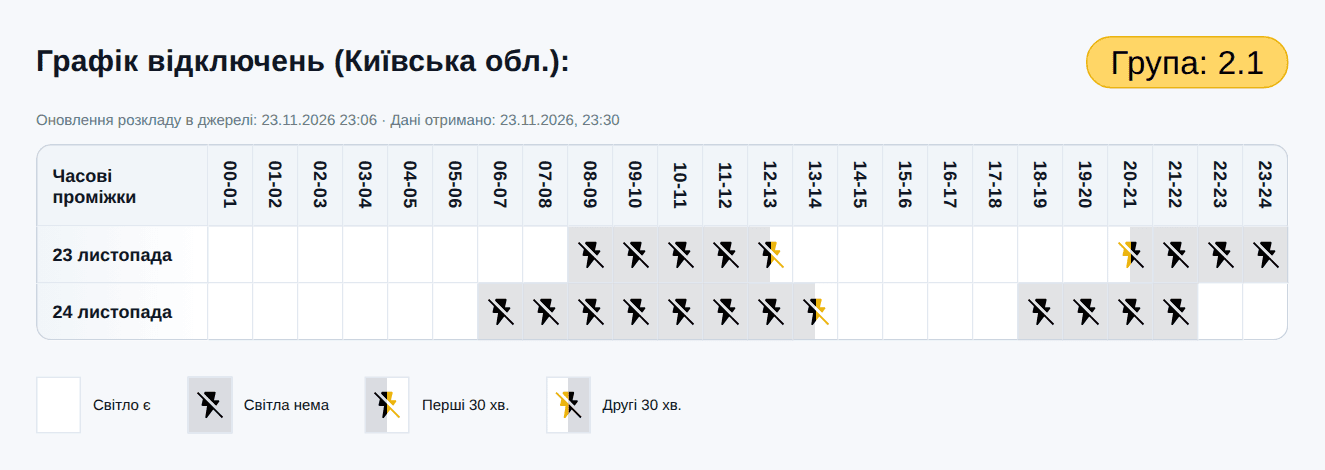 Графік відключень (Київська обл.):
Група: 2.1
Оновлення розкладу в джерелі: 23.11.2026 23:06 · Дані отримано: 23.11.2026, 23:30
Часові
проміжки
00-01
01-02
02-03
03-04
04-05
05-06
06-07
07-08
08-09
09-10
10-11
11-12
12-13
13-14
14-15
15-16
16-17
17-18
18-19
19-20
20-21
21-22
22-23
23-24
23 листопада
24 листопада
Світло є
Світла нема
Перші 30 хв.
Другі 30 хв.